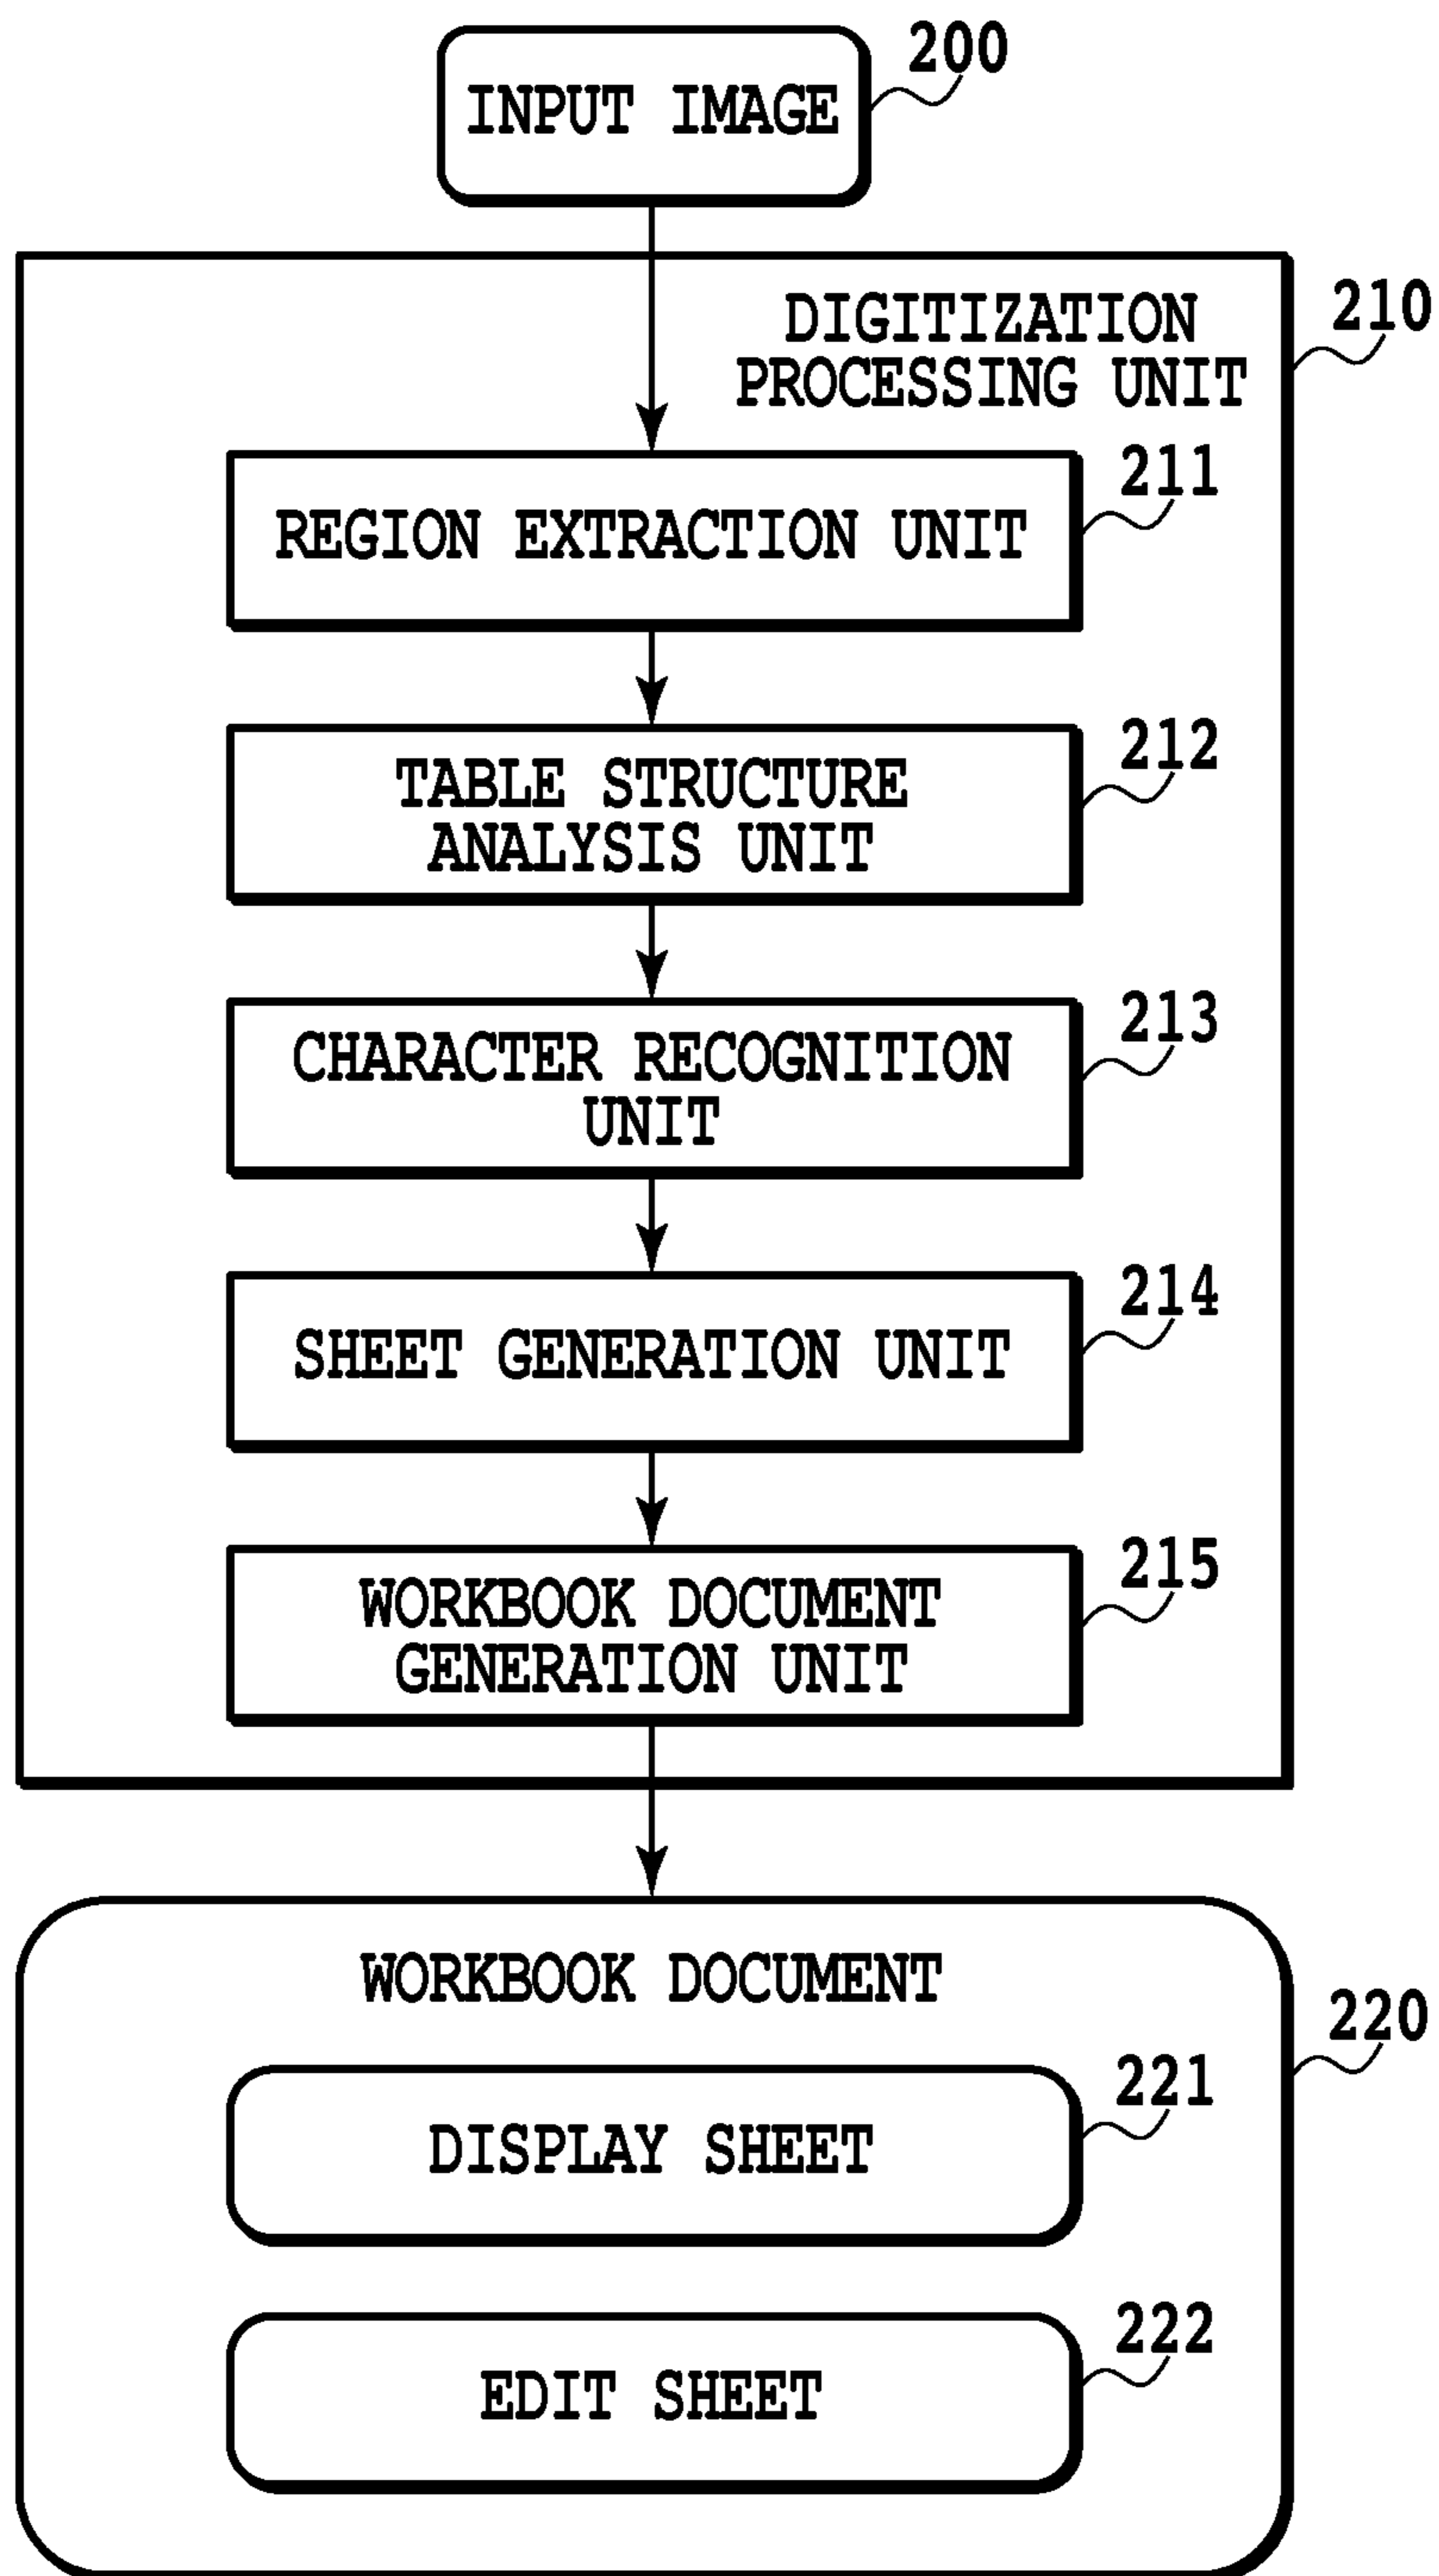 INPUT IMAGE
200
DIGITIZATION
PROCESSING UNIT
210
REGION EXTRACTION UNIT
211
TABLE STRUCTURE
ANALYSIS UNIT
212
CHARACTER RECOGNITION
UNIT
213
SHEET GENERATION UNIT
214
WORKBOOK DOCUMENT
GENERATION UNIT
215
WORKBOOK DOCUMENT
220
DISPLAY SHEET
221
EDIT SHEET
222